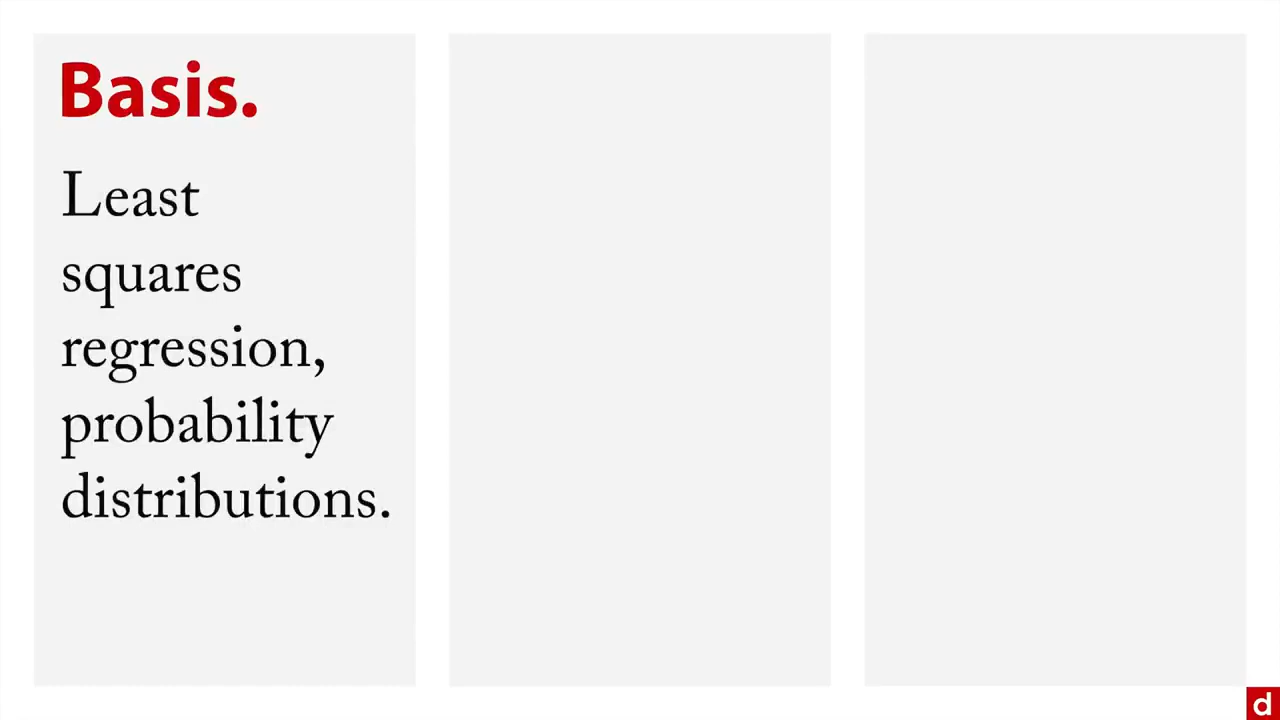 Basis.
Least
squares
regression,
probability
distributions.
d